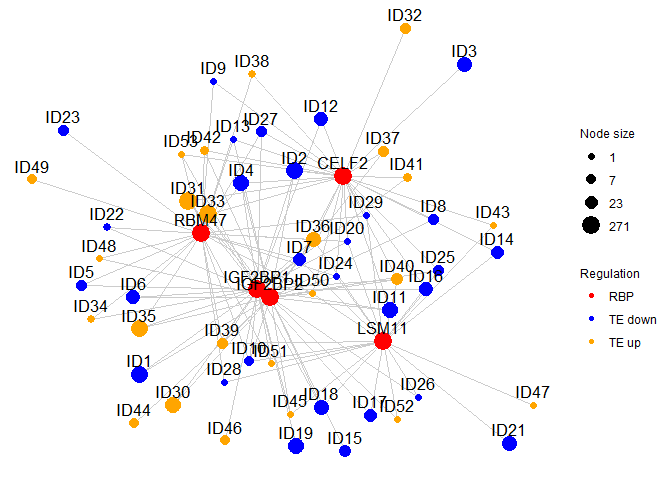 ID32
ID3
ID9
ID38
ID23
ID12
ID13
ID27
ID53
ID42
ID37
ID2
CELF2
ID49
ID4
ID41
ID31
ID33
ID29
ID8
ID43
ID22
RBM47
ID36
ID20
ID14
ID48
ID7
ID5
ID24
ID25
ID6
IGF2BP1
IGF2BP2
ID50
ID40
ID16
ID34
ID35
ID11
ID39
LSM11
ID1
ID10
ID51
ID28
ID30
ID26
ID44
ID45
ID18
ID17
ID52
ID47
ID46
ID19
ID15
ID21
Node size
1
7
23
271
Regulation
RBP
TE down
TE up